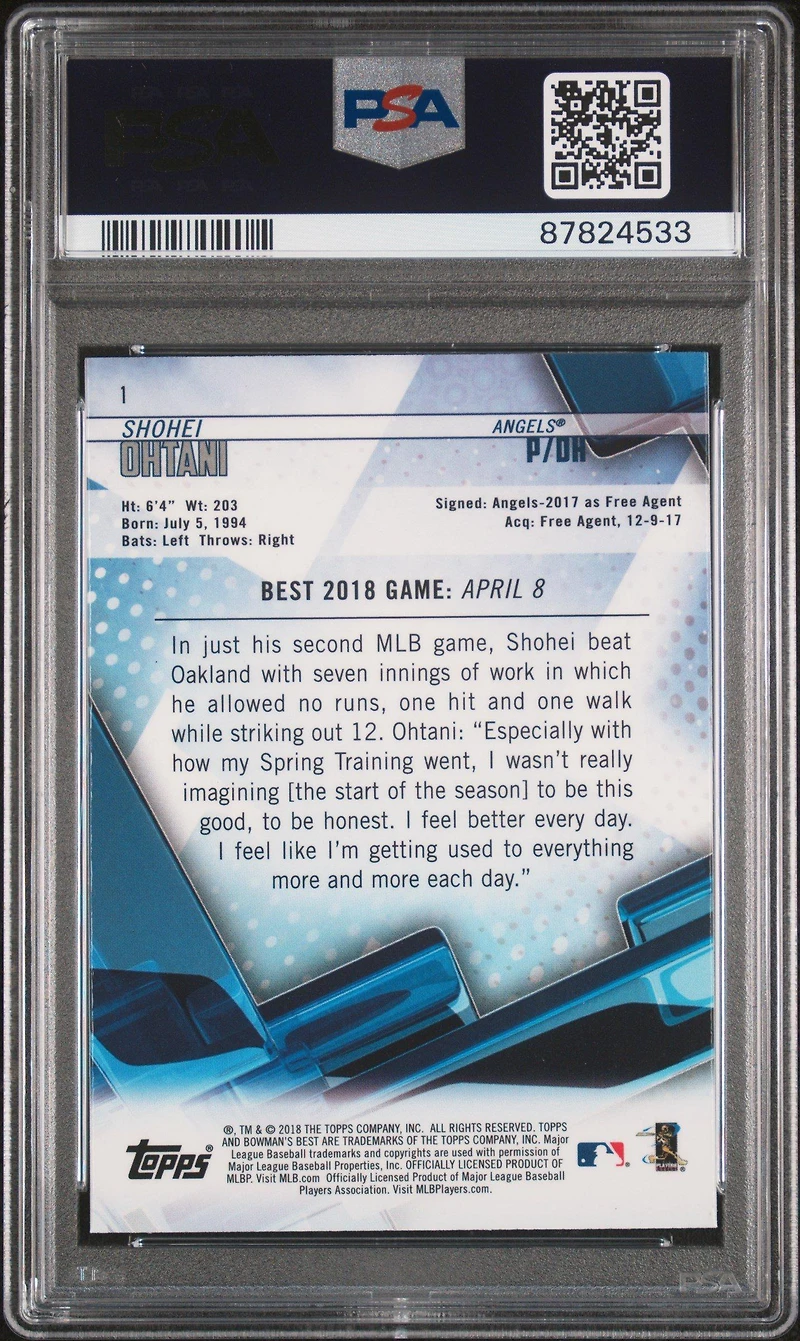 PSA
PSA
87824533
1
SHOHEI
OHTANI
ANGELS®
P/DH
Ht: 6'4" Wt: 203
Born: July 5, 1994
Bats: Left Throws: Right
Signed: Angels-2017 as Free Agent
Acq: Free Agent, 12-9-17
BEST 2018 GAME: APRIL 8
In just his second MLB game, Shohei beat
Oakland with seven innings of work in which
he allowed no runs, one hit and one walk
while striking out 12. Ohtani: “Especially with
how my Spring Training went, I wasn't really
imagining [the start of the season] to be this
good, to be honest. I feel better every day.
I feel like I'm getting used to everything
more and more each day.”
topps®
®, TM & © 2018 THE TOPPS COMPANY, INC. ALL RIGHTS RESERVED. TOPPS
AND BOWMAN'S BEST ARE TRADEMARKS OF THE TOPPS COMPANY, INC. Major
League Baseball trademarks and copyrights are used with permission of
Major League Baseball Properties, Inc. OFFICIALLY LICENSED PRODUCT OF
MLBP. Visit MLB.com Officially Licensed Product of Major League Baseball
Players Association. Visit MLBPlayers.com.
PSA